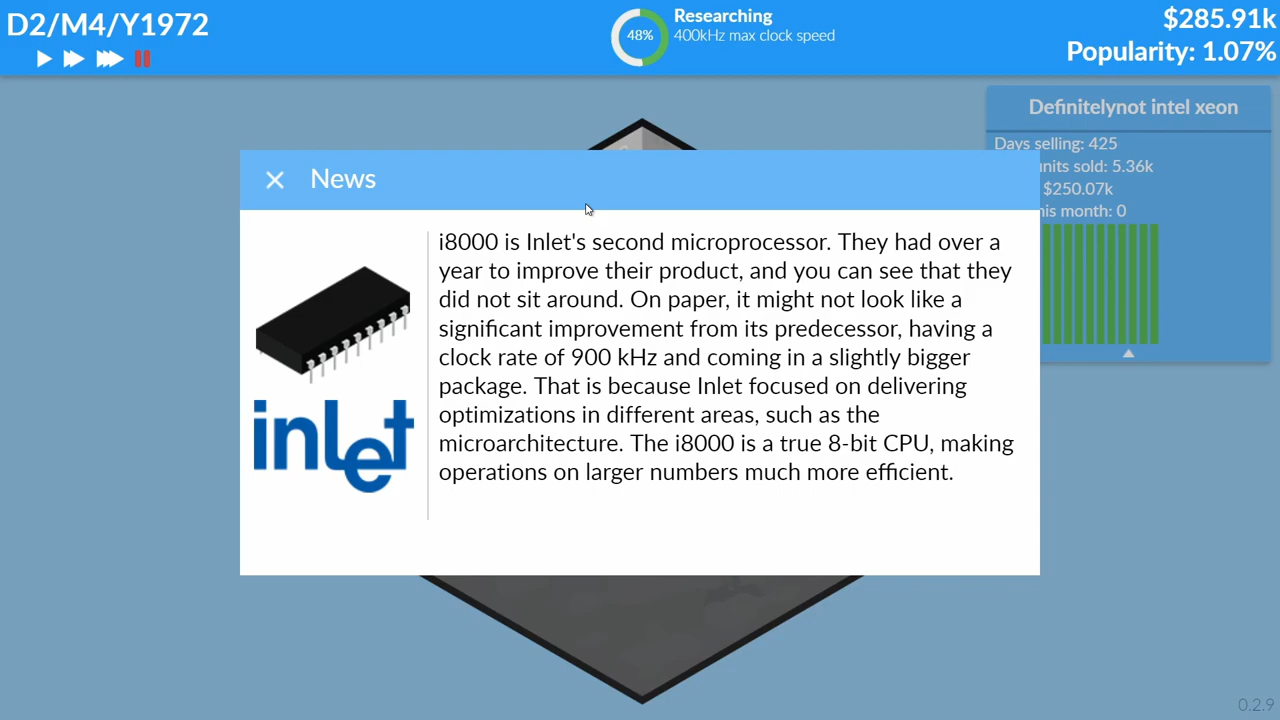 D2/M4/Y1972
48%
Researching
400kHz max clock speed
$285.91k
Popularity: 1.07%
Definitelynot intel xeon
Days selling: 425
units sold: 5.36k
$250.07k
his month: 0
News
i8000 is Inlet's second microprocessor. They had over a
year to improve their product, and you can see that they
did not sit around. On paper, it might not look like a
significant improvement from its predecessor, having a
clock rate of 900 kHz and coming in a slightly bigger
package. That is because Inlet focused on delivering
optimizations in different areas, such as the
microarchitecture. The i8000 is a true 8-bit CPU, making
operations on larger numbers much more efficient.
inlet
0.2.9